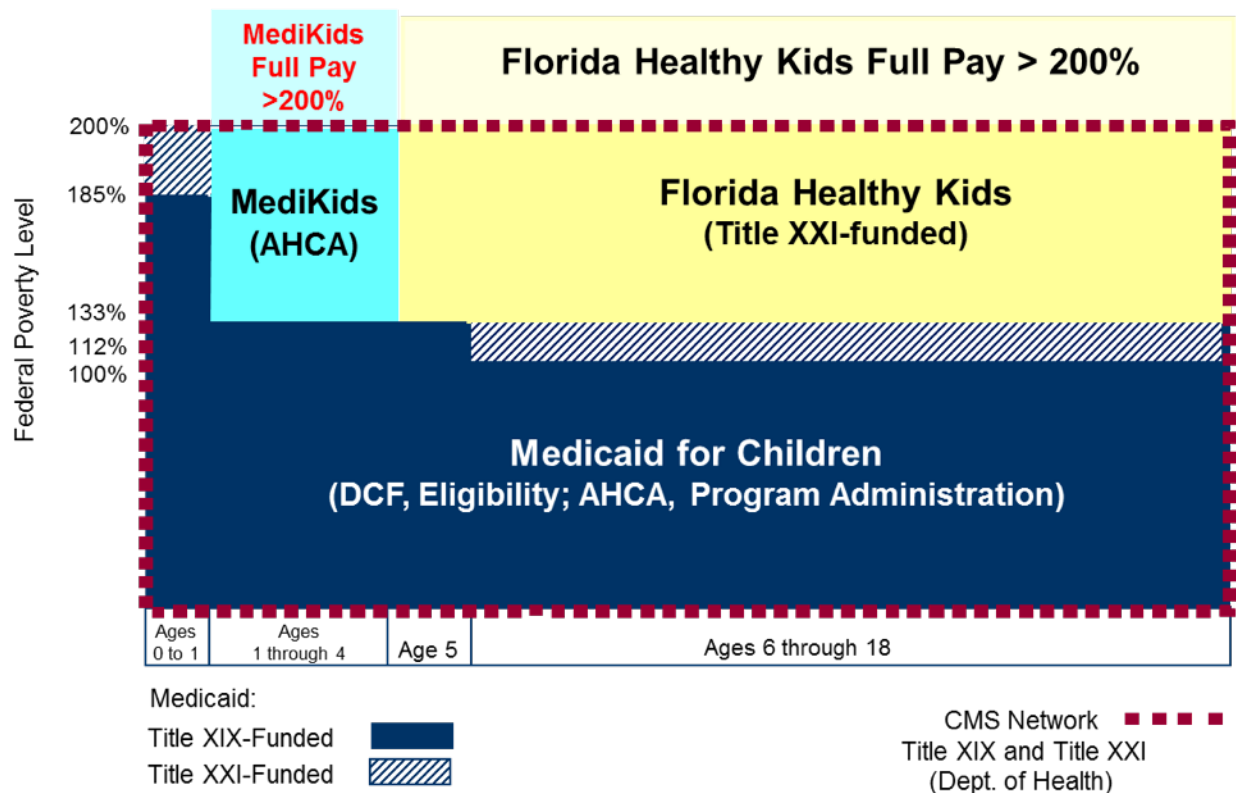 MediKids
Full Pay
>200%
Florida Healthy Kids Full Pay > 200%
Federal Poverty Level
200%
185%
133%
112%
100%
MediKids
(AHCA)
Florida Healthy Kids
(Title XXI-funded)
Medicaid for Children
(DCF, Eligibility; AHCA, Program Administration)
Ages
0 to 1
Ages
1 through 4
Age 5
Ages 6 through 18
Medicaid:
Title XIX-Funded
Title XXI-Funded
CMS Network
Title XIX and Title XXI
(Dept. of Health)